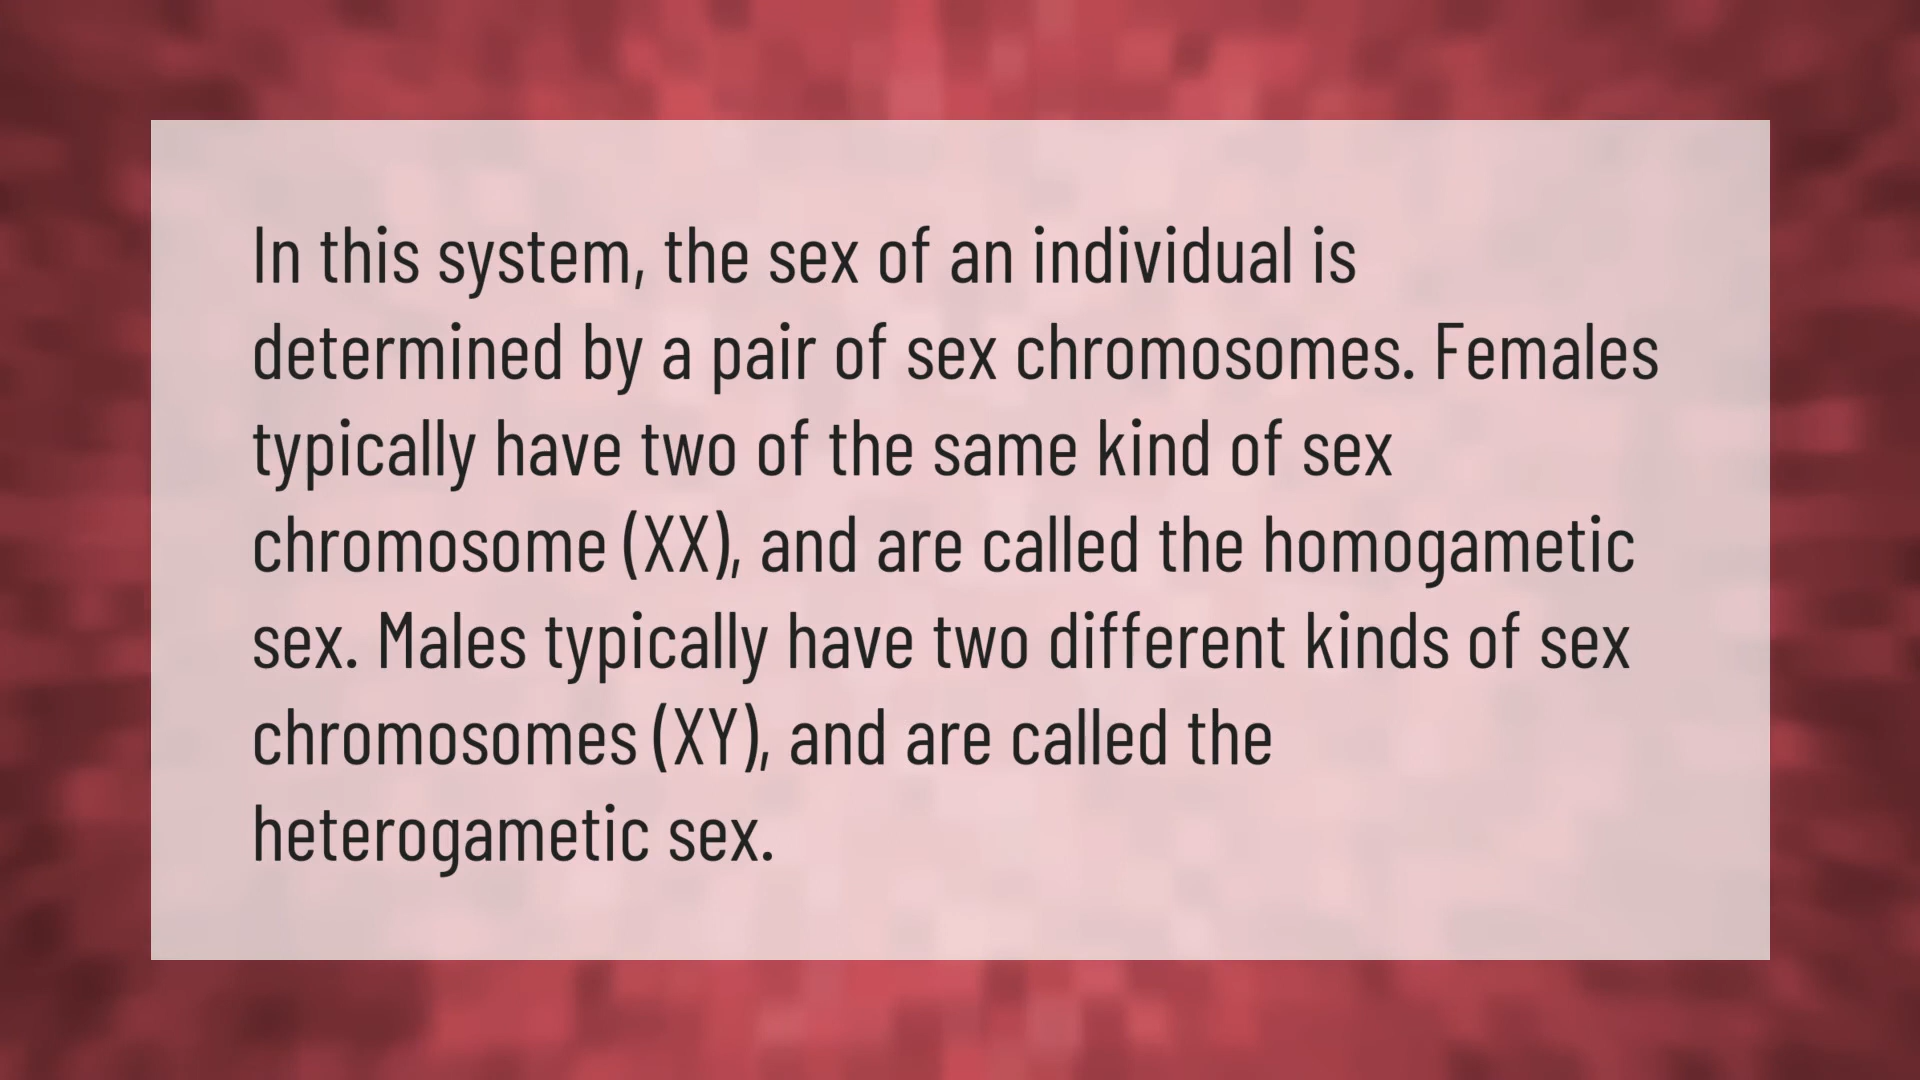 In this system, the sex of an individual is
determined by a pair of sex chromosomes. Females
typically have two of the same kind of sex
chromosome (XX), and are called the homogametic
sex. Males typically have two different kinds of sex
chromosomes (XY), and are called the
heterogametic sex.